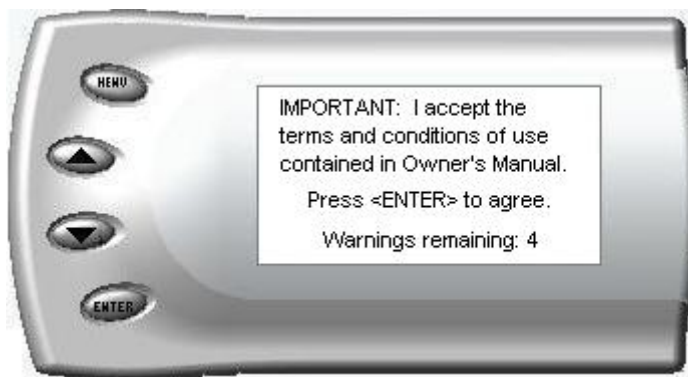 MENU
IMPORTANT: I accept the
terms and conditions of use
contained in Owner's Manual.
Press <ENTER> to agree.
Warnings remaining: 4
ENTER